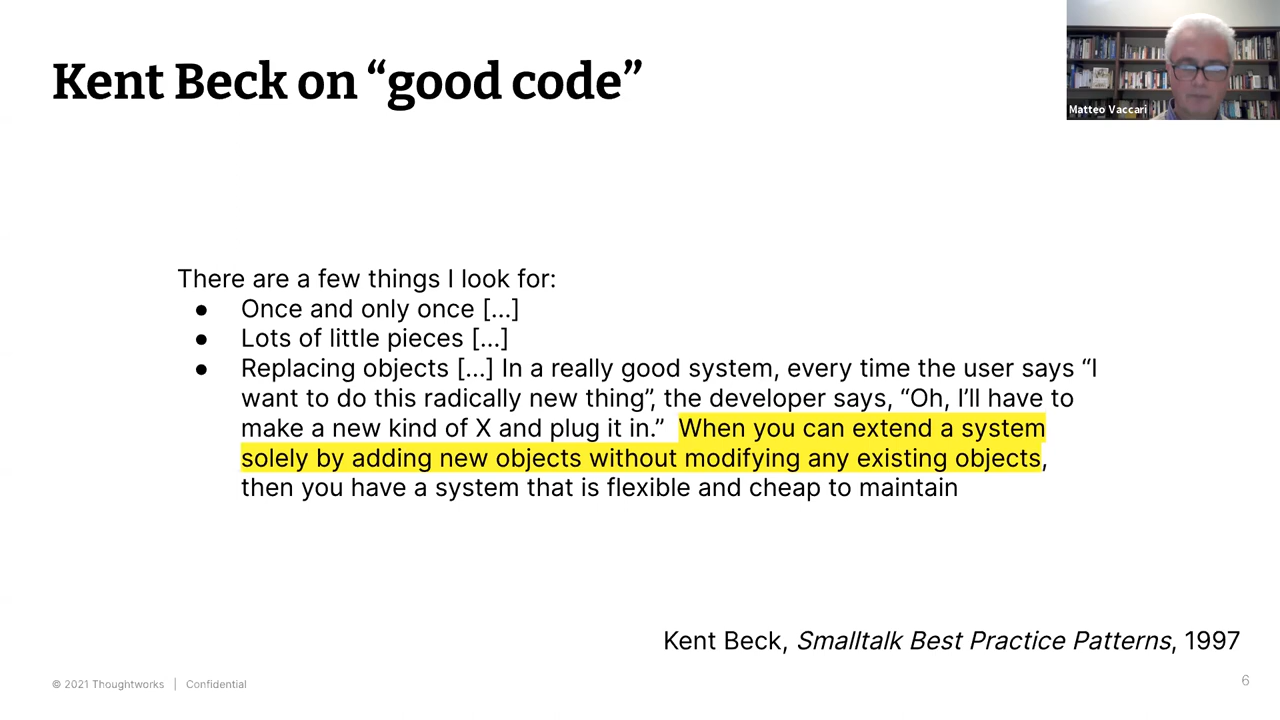 Kent Beck on “good code”
Matteo Vaccari
There are a few things I look for:
● Once and only once [...]
● Lots of little pieces [...]
● Replacing objects [...] In a really good system, every time the user says “I
want to do this radically new thing”, the developer says, “Oh, I’ll have to
make a new kind of X and plug it in.” When you can extend a system
solely by adding new objects without modifying any existing objects,
then you have a system that is flexible and cheap to maintain
Kent Beck, Smalltalk Best Practice Patterns, 1997
© 2021 Thoughtworks | Confidential
6